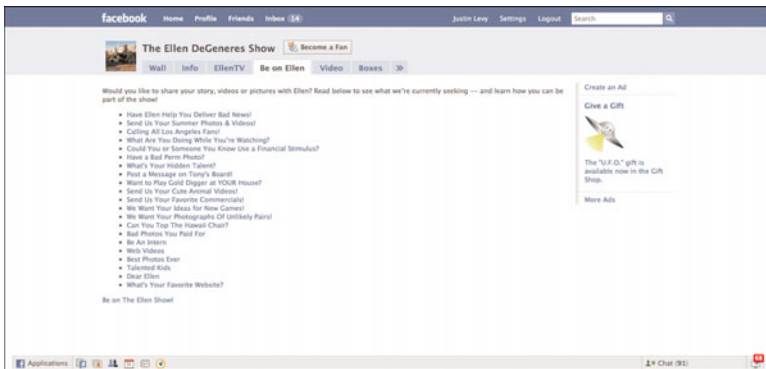 facebook Home Profile Friends Inbox 14 Justin Levy Settings Logout Search
The Ellen DeGeneres Show Become a Fan
Wall Info EllenTV Be on Ellen Video Boxes »
Would you like to share your story, videos or pictures with Ellen? Read below to see what we're currently seeking -- and learn how you can be
part of the show!
Have Ellen Help You Deliver Bad News!
Send Us Your Summer Photos & Videos!
Calling All Los Angeles Fans!
What Are You Doing While You're Watching?
Could You or Someone You Know Use a Financial Stimulus?
Have a Bad Perm Photo?
What's Your Hidden Talent?
Post a Message on Tony's Board!
Want to Play Gold Digger at YOUR House?
Send Us Your Cute Animal Videos!
Send Us Your Favorite Commercials!
We Want Your Ideas for New Games!
We Want Your Photographs Of Unlikely Pairs!
Can You Top The Hawaii Chair?
Bad Photos You Paid For
Be An Intern
Web Videos
Best Photos Ever
Talented Kids
Dear Ellen
What's Your Favorite Website?
Be on The Ellen Show!
Create an Ad
Give a Gift
The "U.F.O." gift is
available now in the Gift
Shop.
More Ads
Applications Chat (91) 68